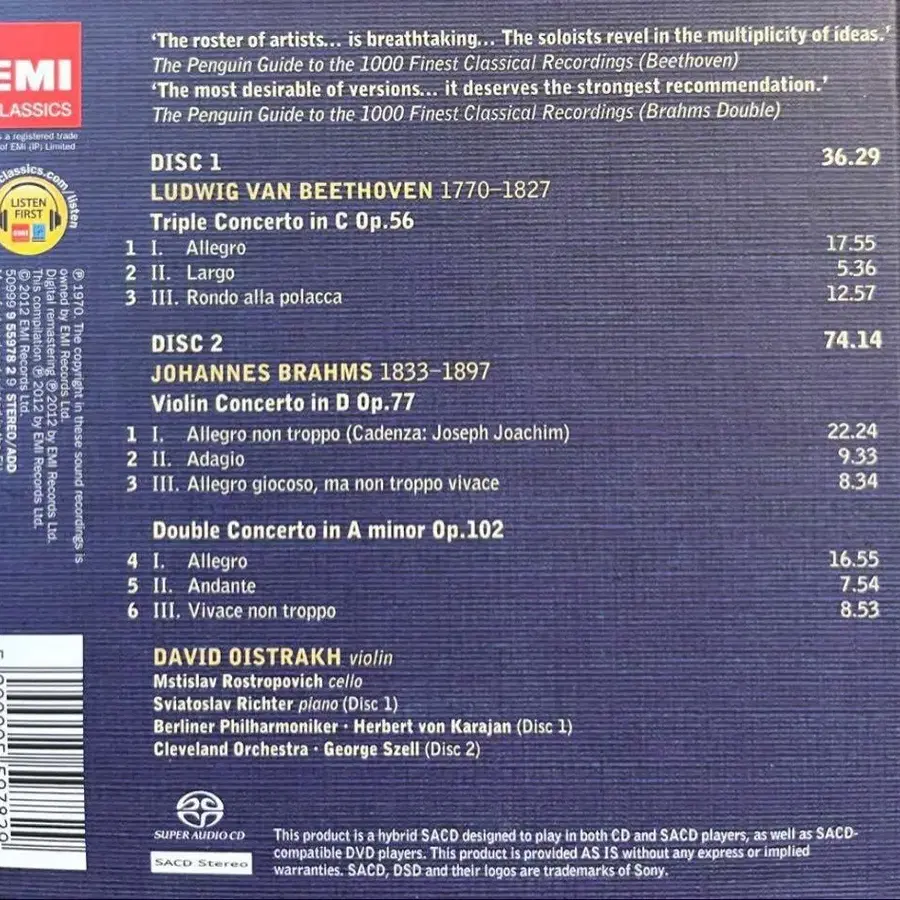 EMI
CLASSICS
s a registered trade
of EMI (IP) Limited
classics.com/listen
LISTEN
FIRST
EMI
℗ 1970. The copyright in these sound recordings is
owned by EMI Records Ltd.
Digital remastering ℗ 2012 by EMI Records Ltd.
This compilation ℗ 2012 by EMI Records Ltd.
© 2012 EMI Records Ltd.
50999 9 55978 2 9 STEREO/ADD
'The roster of artists... is breathtaking... The soloists revel in the multiplicity of ideas.'
The Penguin Guide to the 1000 Finest Classical Recordings (Beethoven)
'The most desirable of versions... it deserves the strongest recommendation.'
The Penguin Guide to the 1000 Finest Classical Recordings (Brahms Double)
DISC 1 36.29
LUDWIG VAN BEETHOVEN 1770–1827
Triple Concerto in C Op.56
1 I. Allegro 17.55
2 II. Largo 5.36
3 III. Rondo alla polacca 12.57
DISC 2 74.14
JOHANNES BRAHMS 1833–1897
Violin Concerto in D Op.77
1 I. Allegro non troppo (Cadenza: Joseph Joachim) 22.24
2 II. Adagio 9.33
3 III. Allegro giocoso, ma non troppo vivace 8.34
Double Concerto in A minor Op.102
4 I. Allegro 16.55
5 II. Andante 7.54
6 III. Vivace non troppo 8.53
DAVID OISTRAKH violin
Mstislav Rostropovich cello
Sviatoslav Richter piano (Disc 1)
Berliner Philharmoniker · Herbert von Karajan (Disc 1)
Cleveland Orchestra · George Szell (Disc 2)
SUPER AUDIO CD
SACD Stereo
This product is a hybrid SACD designed to play in both CD and SACD players, as well as SACD-
compatible DVD players. This product is provided AS IS without any express or implied
warranties. SACD, DSD and their logos are trademarks of Sony.